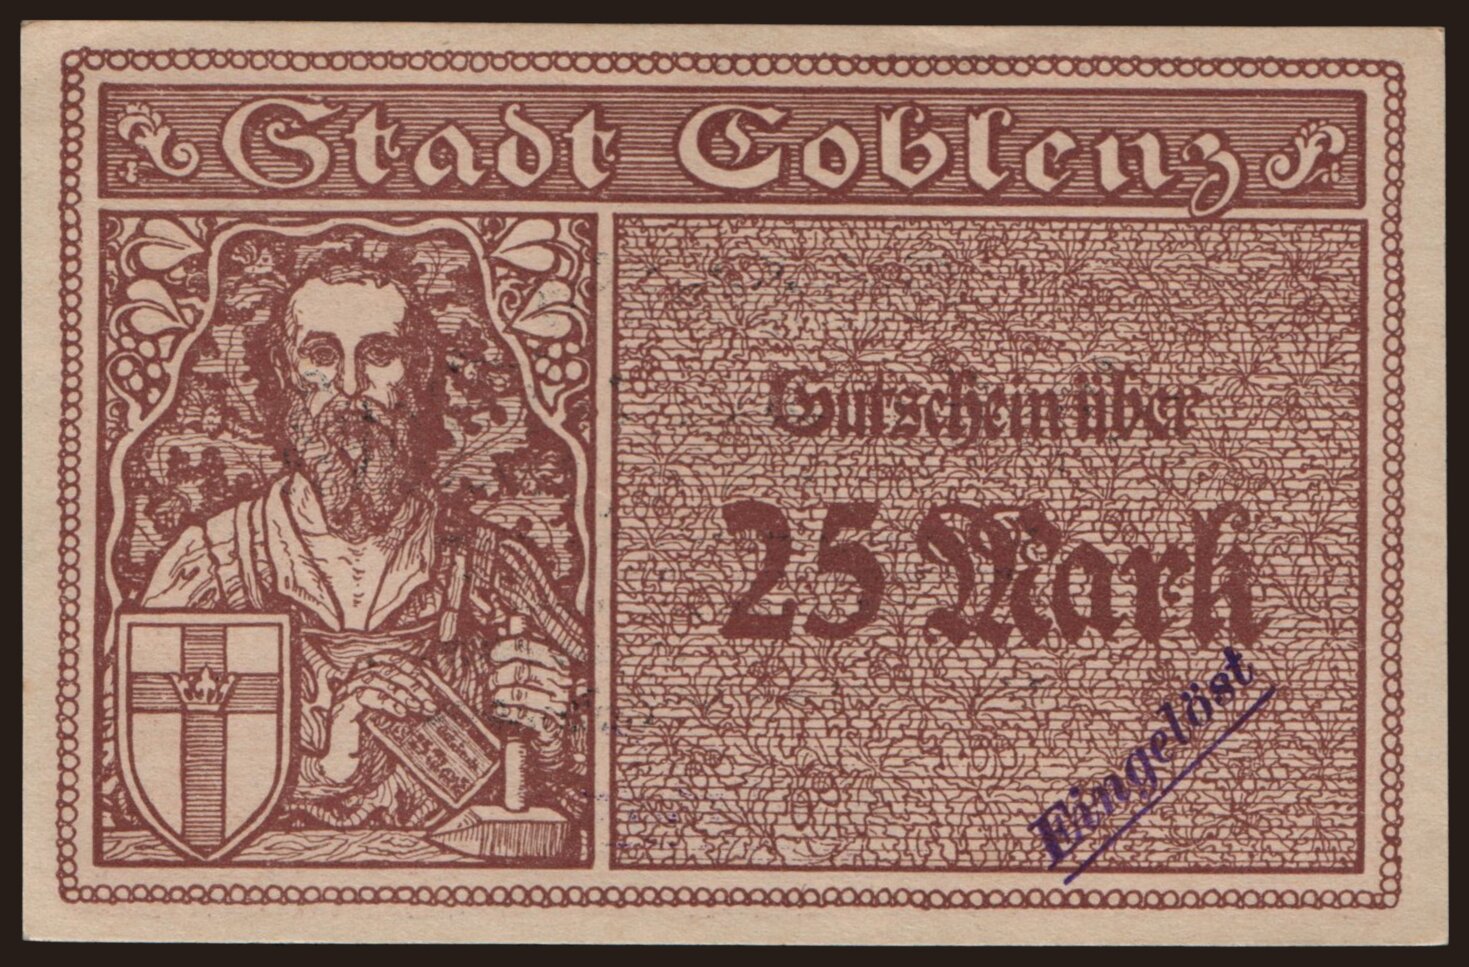 Stadt Coblenz
Gutschein über
25 Mark
Eingelöst